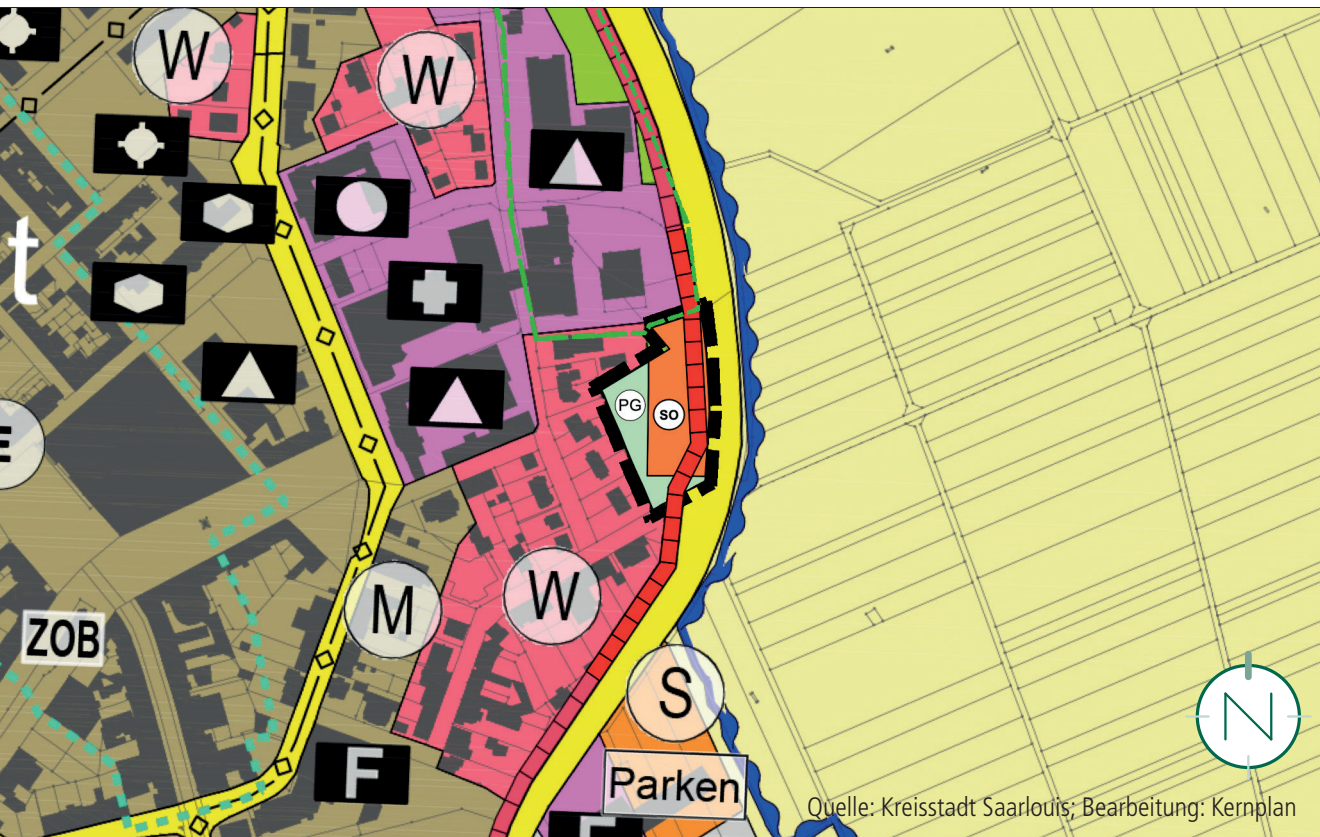 W
W
t
PG
SO
E
M
W
ZOB
S
F
Parken
N
Quelle: Kreisstadt Saarlouis; Bearbeitung: Kernplan